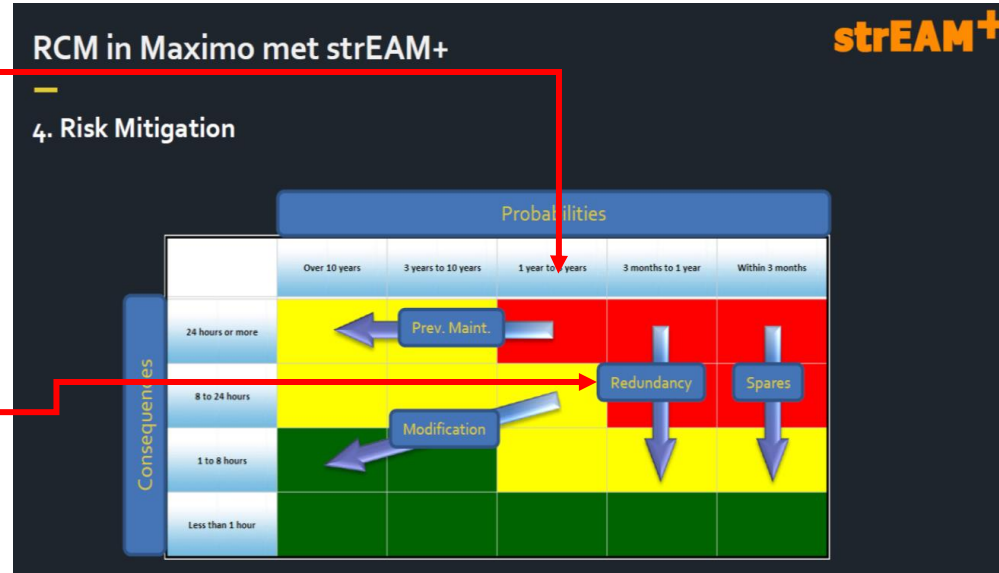 RCM in Maximo met strEAM+
strEAM+
4. Risk Mitigation
Probabilities
Over 10 years
3 years to 10 years
1 year to years
3 months to 1 year
Within 3 months
Consequences
24 hours or more
8 to 24 hours
1 to 8 hours
Less than 1 hour
Prev. Maint.
Redundancy
Spares
Modification